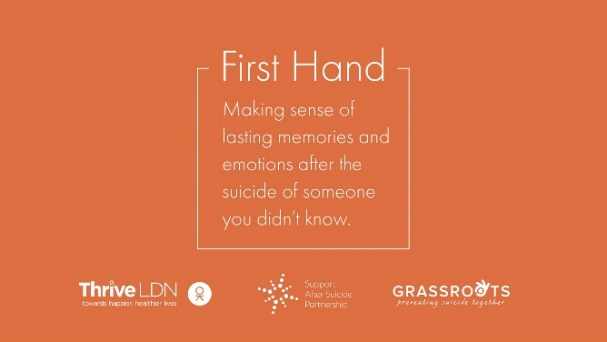 First Hand
Making sense of
lasting memories and
emotions after the
suicide of someone
you didn't know.
Thrive LDN
towards happier, healthier lives
Support
After Suicide
Partnership
GRASSROOTS
preventing suicide together